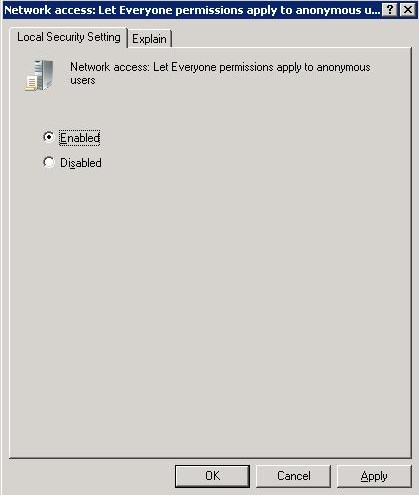 Network access: Let Everyone permissions apply to anonymous u...
Local Security Setting
Explain
Network access: Let Everyone permissions apply to anonymous
users
Enabled
Disabled
OK
Cancel
Apply